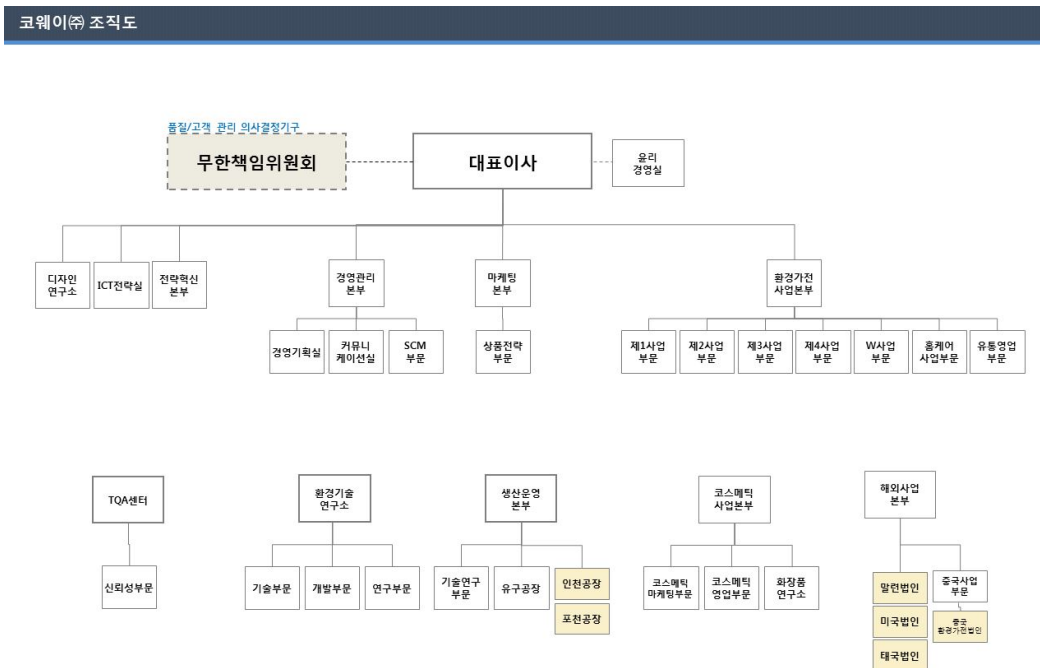 코웨이㈜ 조직도
품질/고객 관리 의사결정기구
무한책임위원회
대표이사
윤리
경영실
디자인
연구소
ICT전략실
전략혁신
본부
경영관리
본부
마케팅
본부
환경가전
사업본부
경영기획실
커뮤니
케이션실
SCM
부문
상품전략
부문
제1사업
부문
제2사업
부문
제3사업
부문
제4사업
부문
W사업
부문
홈케어
사업부문
유통영업
부문
TQA센터
환경기술
연구소
생산운영
본부
코스메틱
사업본부
해외사업
본부
신뢰성부문
기술부문
개발부문
연구부문
기술연구
부문
유구공장
인천공장
포천공장
코스메틱
마케팅부문
코스메틱
영업부문
화장품
연구소
말련법인
미국법인
태국법인
중국사업
부문
중국
환경가전법인